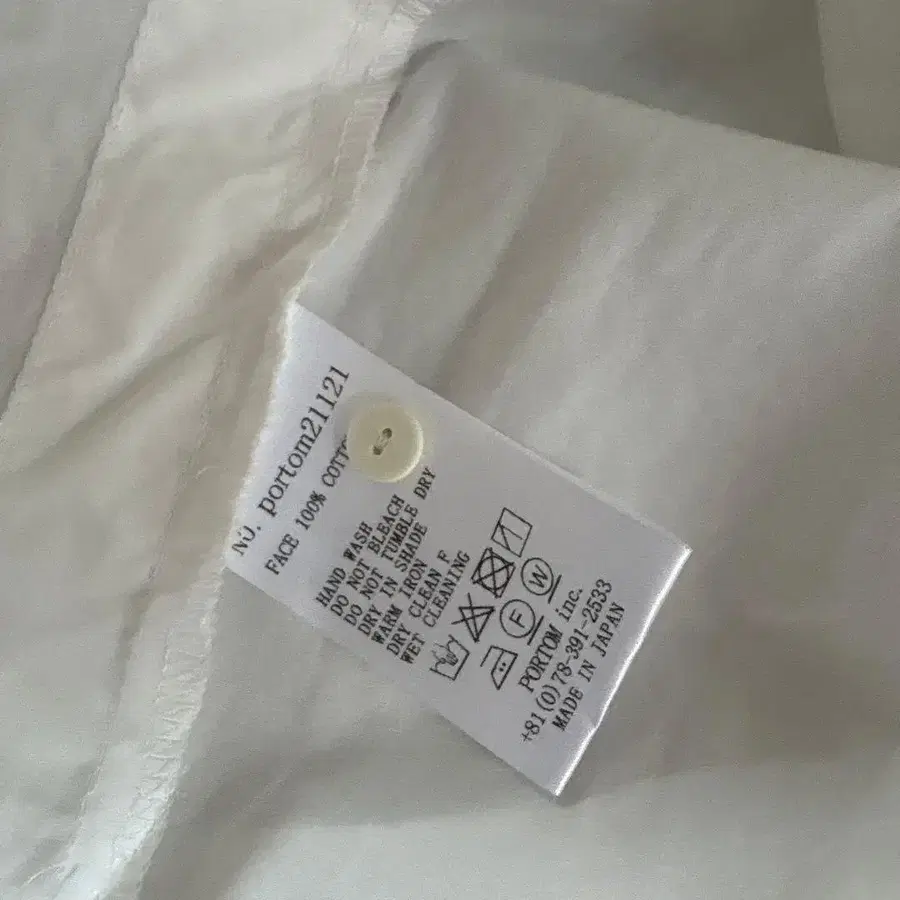 NO. portom21121
FACE 100% COTT
HAND WASH
DO NOT BLEACH
DO NOT TUMBLE DRY
DRY IN SHADE
WARM IRON
DRY CLEAN F
WET CLEANING
F W
PORTOM inc.
+81(0)78-391-2533
MADE IN JAPAN